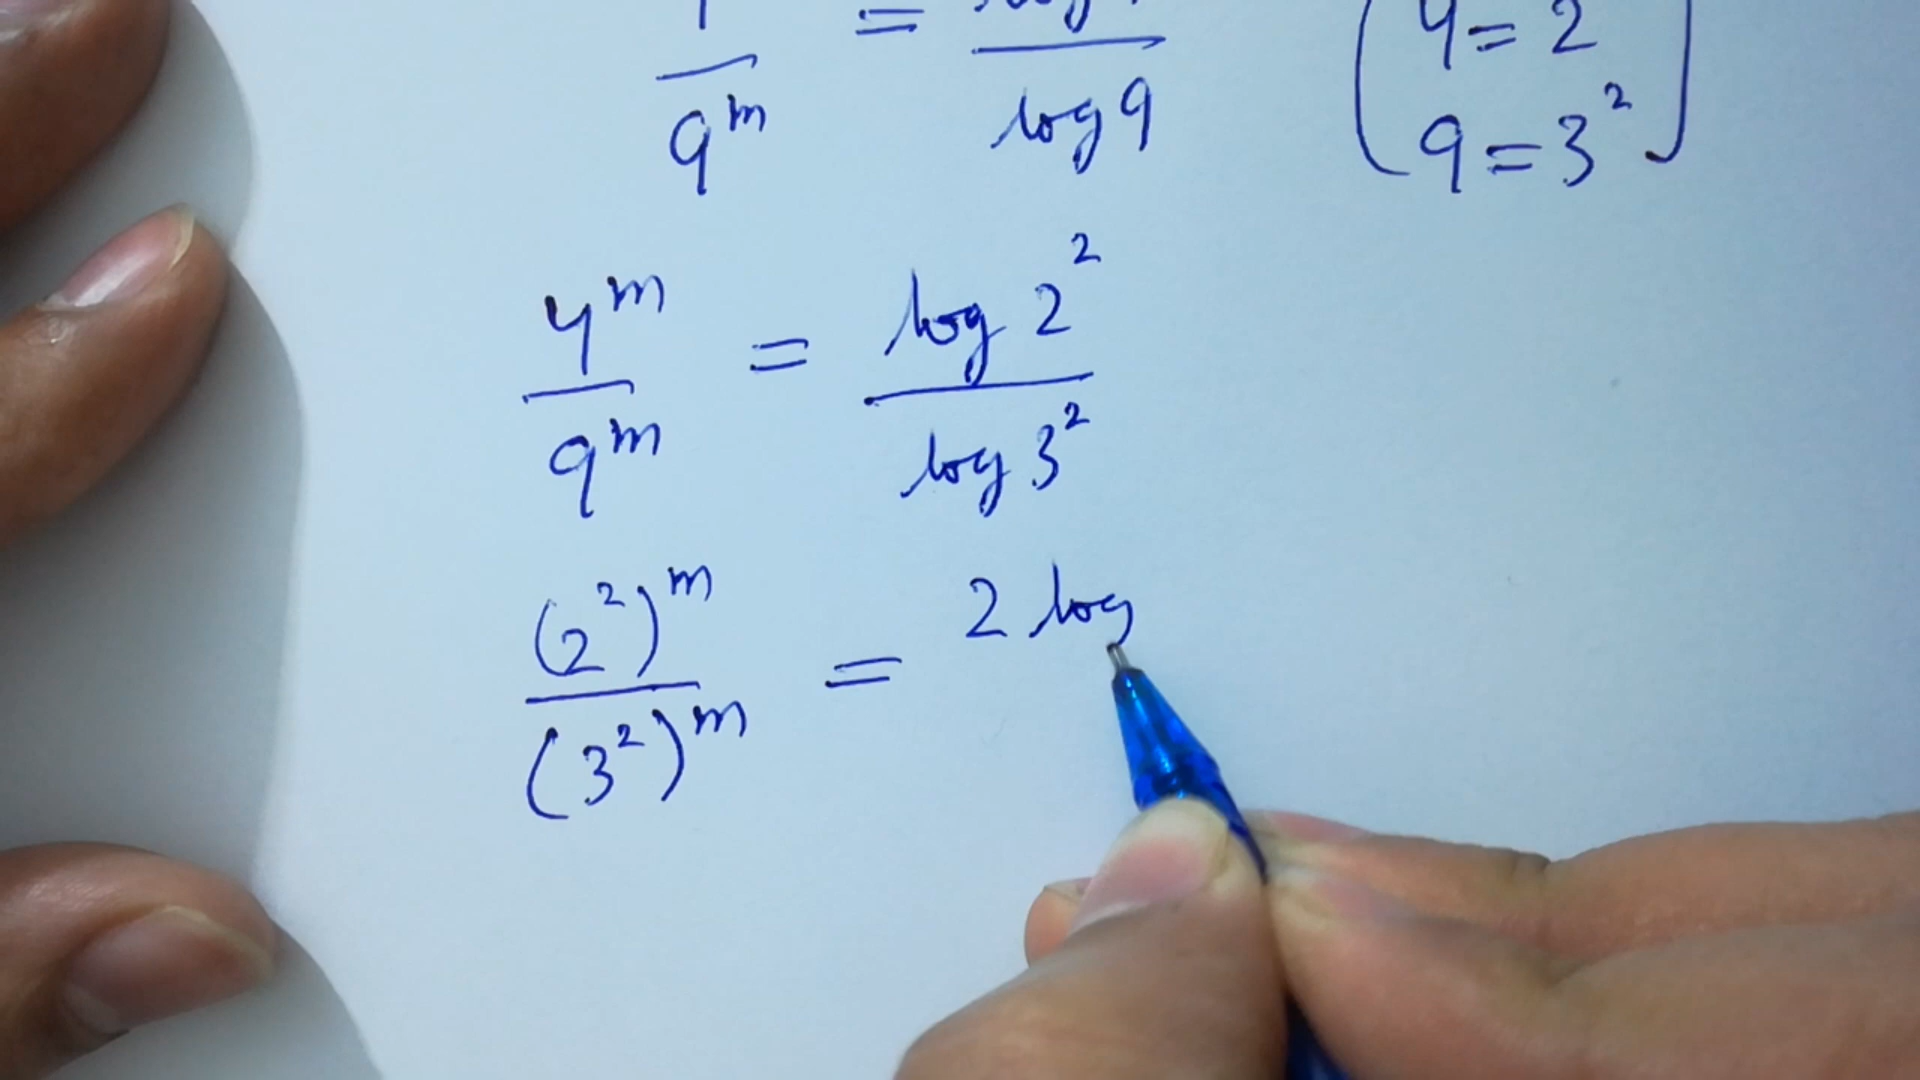 9^m = / log 9
4 = 2
9 = 3^2
4^m / 9^m = log 2^2 / log 3^2
(2^2)^m / (3^2)^m = 2 log